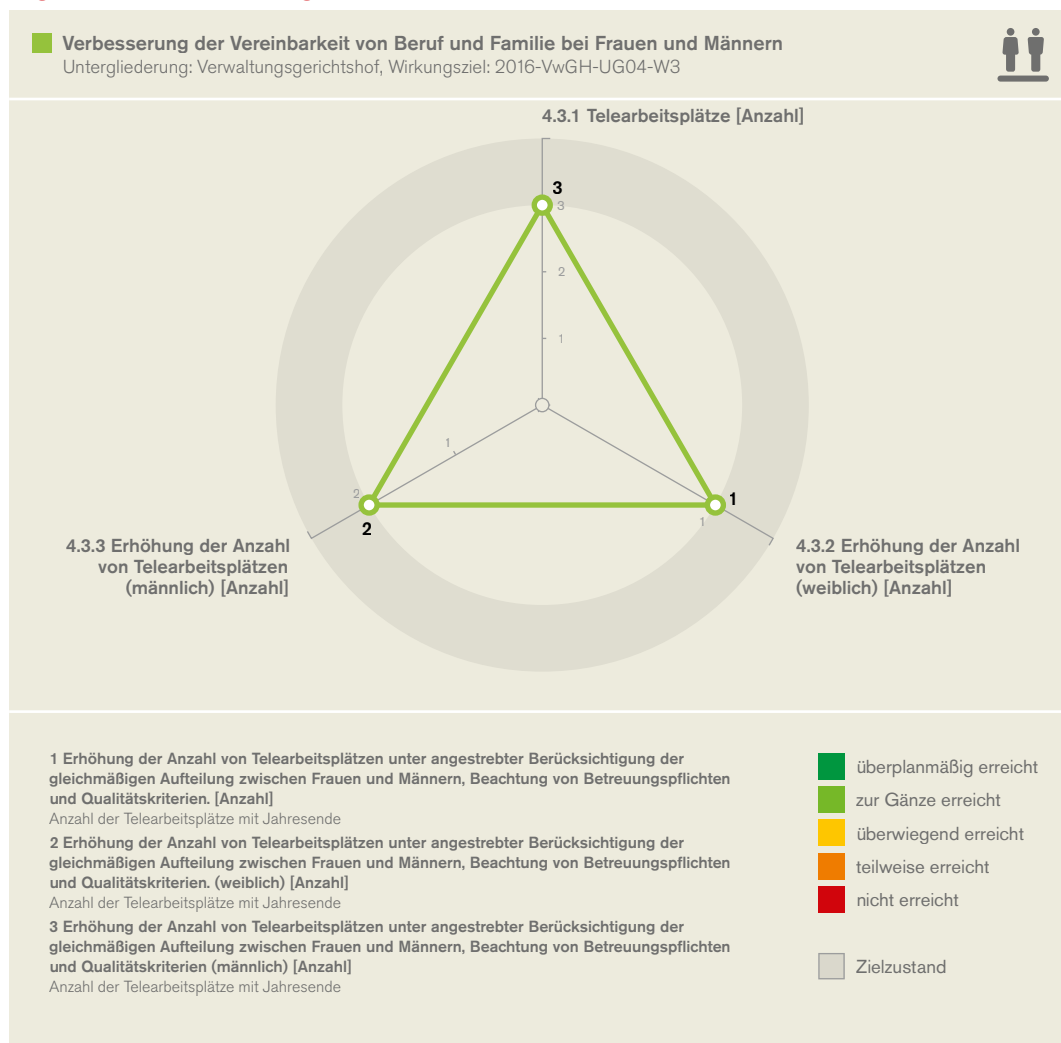 Verbesserung der Vereinbarkeit von Beruf und Familie bei Frauen und Männern
Untergliederung: Verwaltungsgerichtshof, Wirkungsziel: 2016-VwGH-UG04-W3
4.3.1 Telearbeitsplätze [Anzahl]
3
3
2
1
1
2
2
1
1
4.3.3 Erhöhung der Anzahl
von Telearbeitsplätzen
(männlich) [Anzahl]
4.3.2 Erhöhung der Anzahl
von Telearbeitsplätzen
(weiblich) [Anzahl]
1 Erhöhung der Anzahl von Telearbeitsplätzen unter angestrebter Berücksichtigung der
gleichmäßigen Aufteilung zwischen Frauen und Männern, Beachtung von Betreuungspflichten
und Qualitätskriterien. [Anzahl]
Anzahl der Telearbeitsplätze mit Jahresende
2 Erhöhung der Anzahl von Telearbeitsplätzen unter angestrebter Berücksichtigung der
gleichmäßigen Aufteilung zwischen Frauen und Männern, Beachtung von Betreuungspflichten
und Qualitätskriterien. (weiblich) [Anzahl]
Anzahl der Telearbeitsplätze mit Jahresende
3 Erhöhung der Anzahl von Telearbeitsplätzen unter angestrebter Berücksichtigung der
gleichmäßigen Aufteilung zwischen Frauen und Männern, Beachtung von Betreuungspflichten
und Qualitätskriterien (männlich) [Anzahl]
Anzahl der Telearbeitsplätze mit Jahresende
überplanmäßig erreicht
zur Gänze erreicht
überwiegend erreicht
teilweise erreicht
nicht erreicht
Zielzustand